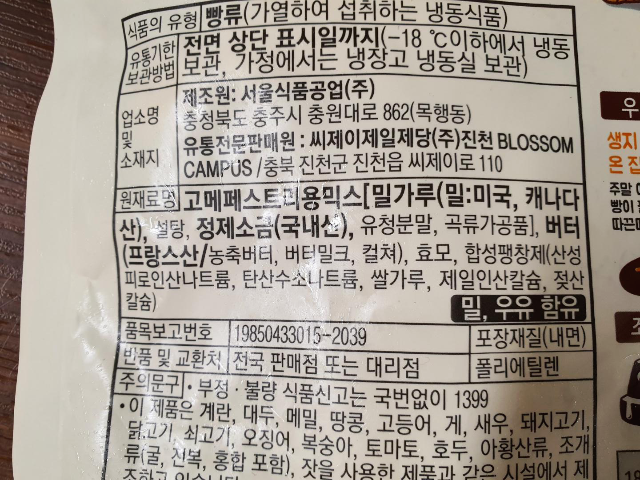 식품의 유형 빵류(가열하여 섭취하는 냉동식품)
유통기한 전면 상단 표시일까지(-18 ℃이하에서 냉동
보관방법 보관, 가정에서는 냉장고 냉동실 보관)
제조원: 서울식품공업(주)
업소명 충청북도 충주시 충원대로 862(목행동)
및 유통전문판매원 : 씨제이제일제당(주)진천 BLOSSOM
소재지 CAMPUS /충북 진천군 진천읍 씨제이로 110
원재료명 고메페스트리용믹스[밀가루(밀:미국, 캐나다
산), 설탕, 정제소금(국내산), 유청분말, 곡류가공품], 버터
(프랑스산/농축버터, 버터밀크, 컬쳐), 효모, 합성팽창제(산성
피로인산나트륨, 탄산수소나트륨, 쌀가루, 제일인산칼슘, 젖산
칼슘)
밀, 우유 함유
품목보고번호 19850433015-2039 포장재질(내면)
반품 및 교환처 전국 판매점 또는 대리점 폴리에틸렌
주의문구 · 부정 · 불량 식품신고는 국번없이 1399
· 이 제품은 계란, 대두, 메밀, 땅콩, 고등어, 게, 새우, 돼지고기,
닭고기, 쇠고기, 오징어, 복숭아, 토마토, 호두, 아황산류, 조개
류(굴, 전복, 홍합 포함), 잣을 사용한 제품과 같은 시설에서 제
조하고 있습니다
우
생지
온 집
주말
빵이
따끈따